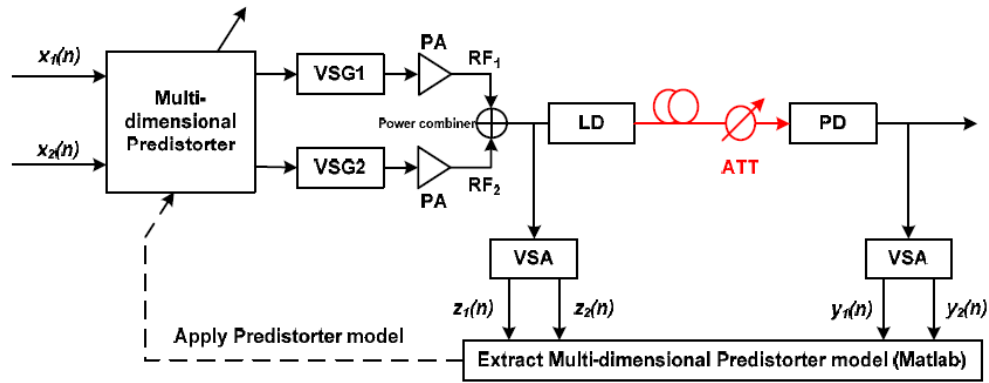 x₁(n)
x₂(n)
Multi-
dimensional
Predistorter
VSG1
VSG2
PA
PA
RF₁
RF₂
Power combiner
LD
ATT
PD
VSA
VSA
z₁(n)
z₂(n)
y₁(n)
y₂(n)
Apply Predistorter model
Extract Multi-dimensional Predistorter model (Matlab)